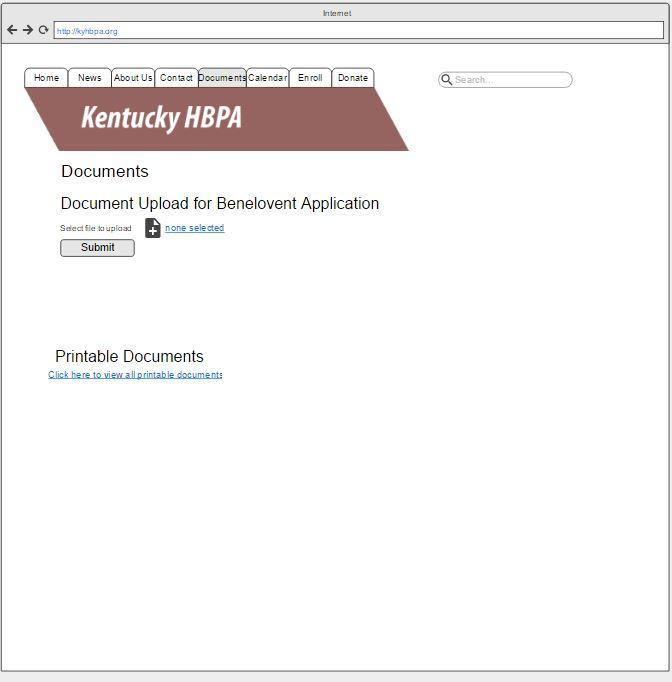 Internet
http://kyhbpa.org
Home News About Us Contact Documents Calendar Enroll Donate
Search...
Kentucky HBPA
Documents
Document Upload for Benelovent Application
Select file to upload none selected
Submit
Printable Documents
Click here to view all printable documents